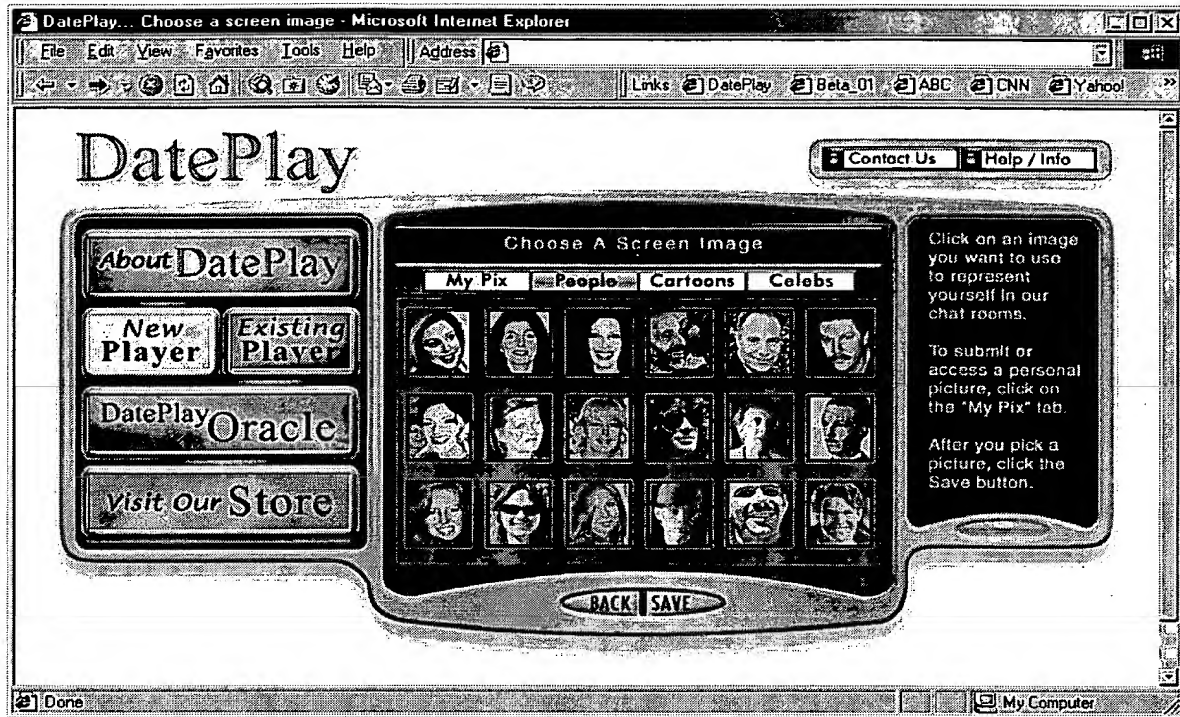 DatePlay... Choose a screen image - Microsoft Internet Explorer
File Edit View Favorites Tools Help Address
Links DatePlay Beta_01 ABC CNN Yahoo! »
DatePlay
Contact Us Help / Info
About DatePlay
New Player
Existing Player
DatePlay Oracle
Visit Our Store
Choose A Screen Image
My Pix People Cartoons Celebs
BACK SAVE
Click on an image
you want to use
to represent
yourself in our
chat rooms.
To submit or
access a personal
picture, click on
the "My Pix" tab.
After you pick a
picture, click the
Save button.
Done My Computer